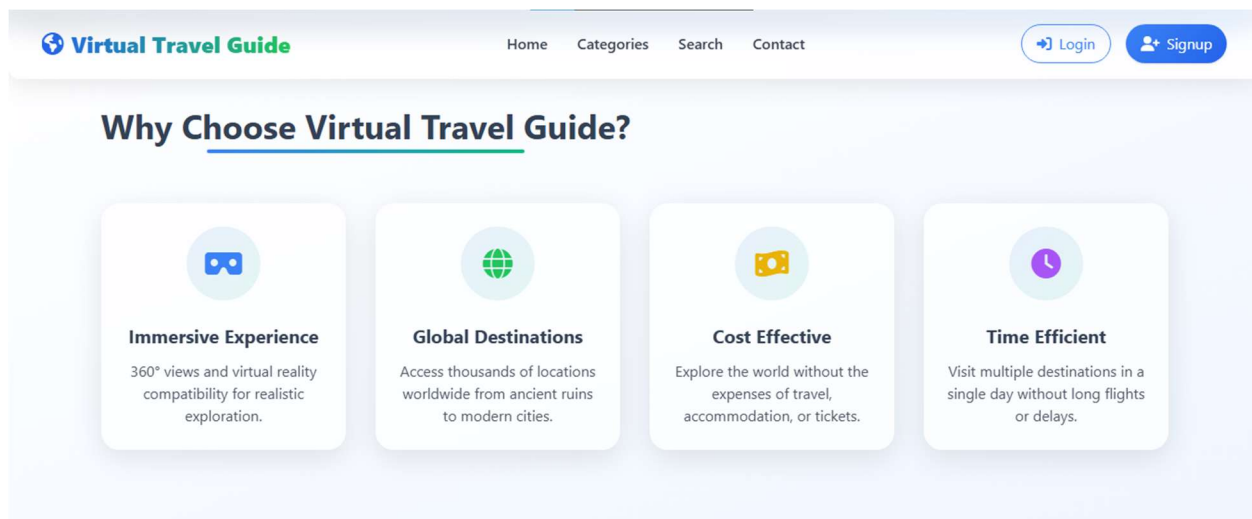 Virtual Travel Guide
Home Categories Search Contact
Login
Signup
Why Choose Virtual Travel Guide?
Immersive Experience
360° views and virtual reality
compatibility for realistic
exploration.
Global Destinations
Access thousands of locations
worldwide from ancient ruins
to modern cities.
Cost Effective
Explore the world without the
expenses of travel,
accommodation, or tickets.
Time Efficient
Visit multiple destinations in a
single day without long flights
or delays.